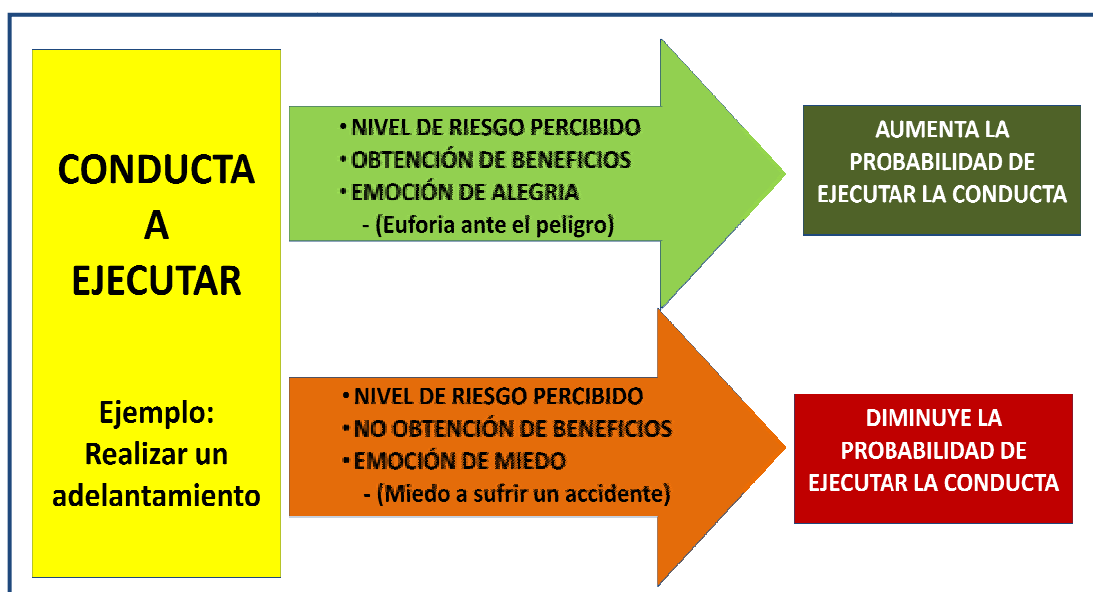 CONDUCTA
A
EJECUTAR
Ejemplo:
Realizar un
adelantamiento
• NIVEL DE RIESGO PERCIBIDO
• OBTENCIÓN DE BENEFICIOS
• EMOCIÓN DE ALEGRIA
- (Euforia ante el peligro)
AUMENTA LA
PROBABILIDAD DE
EJECUTAR LA CONDUCTA
• NIVEL DE RIESGO PERCIBIDO
• NO OBTENCIÓN DE BENEFICIOS
• EMOCIÓN DE MIEDO
- (Miedo a sufrir un accidente)
DIMINUYE LA
PROBABILIDAD DE
EJECUTAR LA CONDUCTA